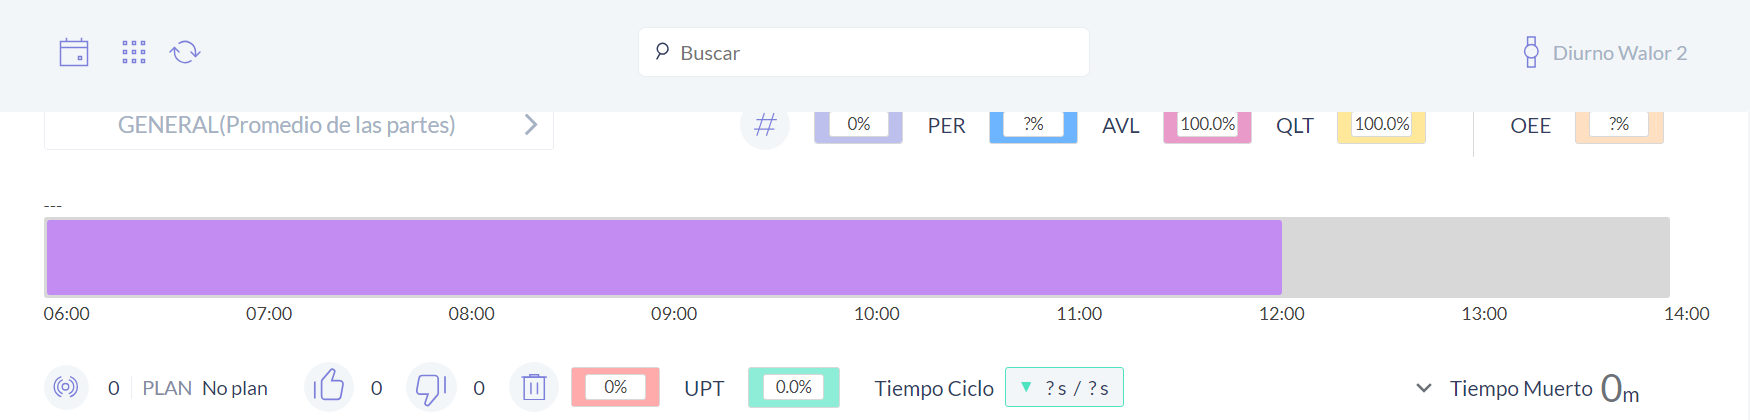 Buscar
Diurno Walor 2
GENERAL(Promedio de las partes)
0% PER ?% AVL 100.0% QLT 100.0% OEE ?%
---
06:00 07:00 08:00 09:00 10:00 11:00 12:00 13:00 14:00
0 PLAN No plan 0 0 0% UPT 0.0% Tiempo Ciclo ▼ ? s / ? s Tiempo Muerto 0m